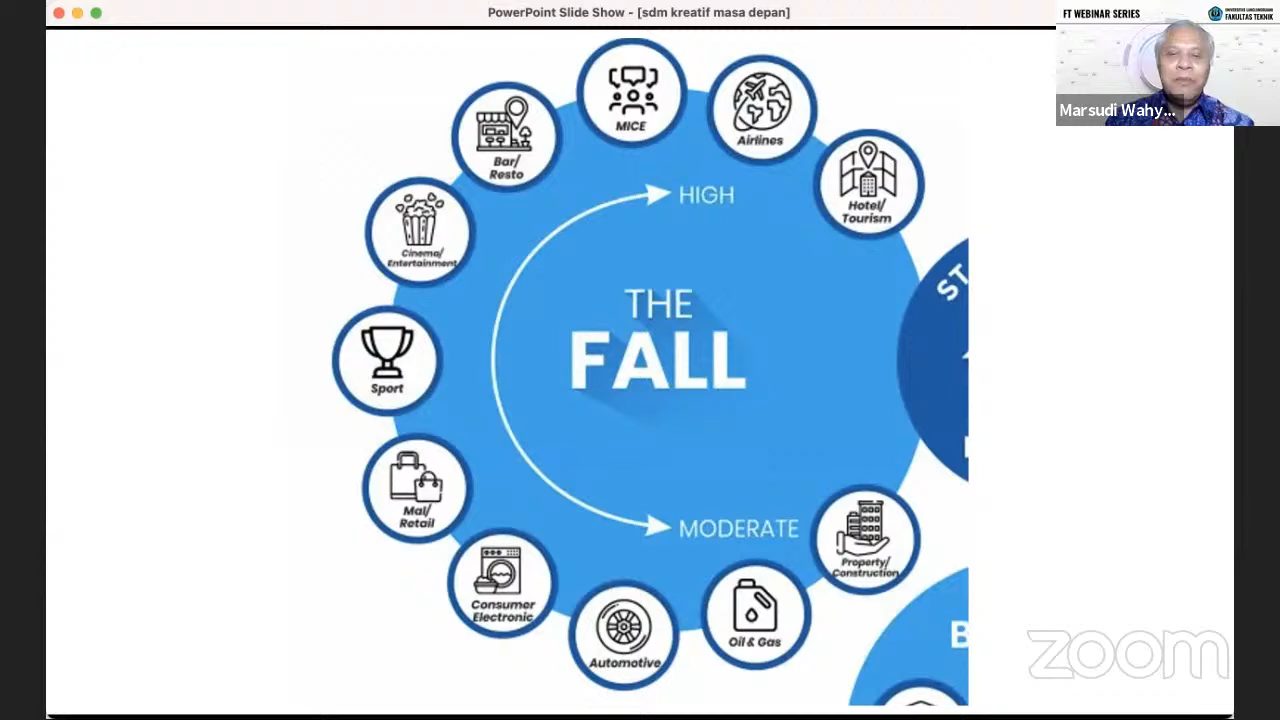 PowerPoint Slide Show - [sdm kreatif masa depan]
FT WEBINAR SERIES
FAKULTAS TEKNIK
Marsudi Wahy...
MICE
Airlines
Bar/
Resto
Hotel/
Tourism
HIGH
Cinema/
Entertainment
THE
FALL
ST
Sport
Mal/
Retail
MODERATE
Property/
Construction
Consumer
Electronic
Automotive
Oil & Gas
B
zoom